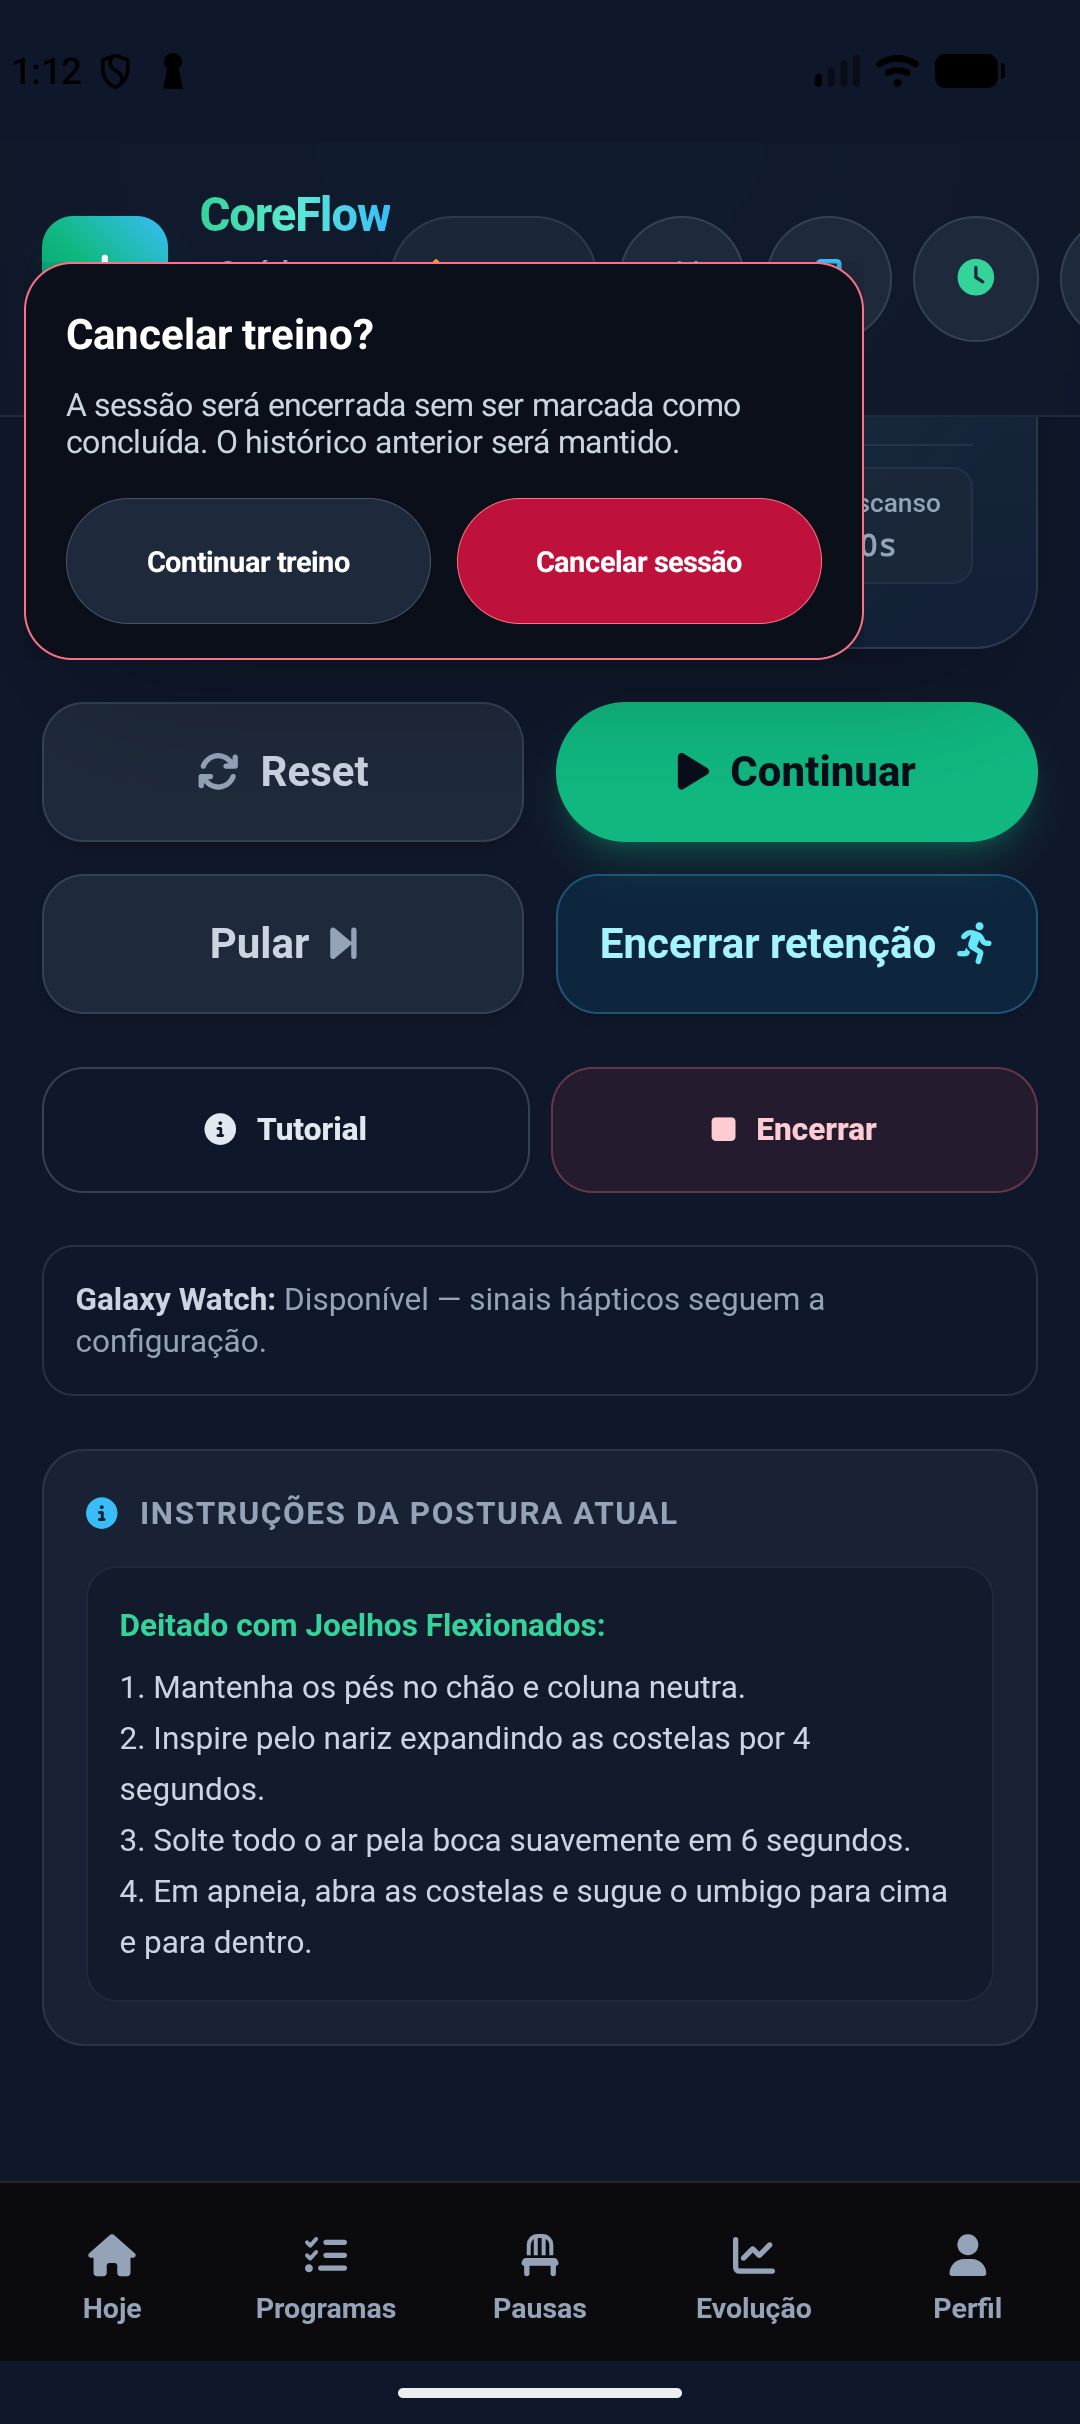 1:12
CoreFlow
Cancelar treino?
A sessão será encerrada sem ser marcada como
concluída. O histórico anterior será mantido.
Continuar treino
Cancelar sessão
Reset
Continuar
Pular
Encerrar retenção
Tutorial
Encerrar
Galaxy Watch: Disponível — sinais hápticos seguem a
configuração.
INSTRUÇÕES DA POSTURA ATUAL
Deitado com Joelhos Flexionados:
1. Mantenha os pés no chão e coluna neutra.
2. Inspire pelo nariz expandindo as costelas por 4
segundos.
3. Solte todo o ar pela boca suavemente em 6 segundos.
4. Em apneia, abra as costelas e sugue o umbigo para cima
e para dentro.
Hoje
Programas
Pausas
Evolução
Perfil